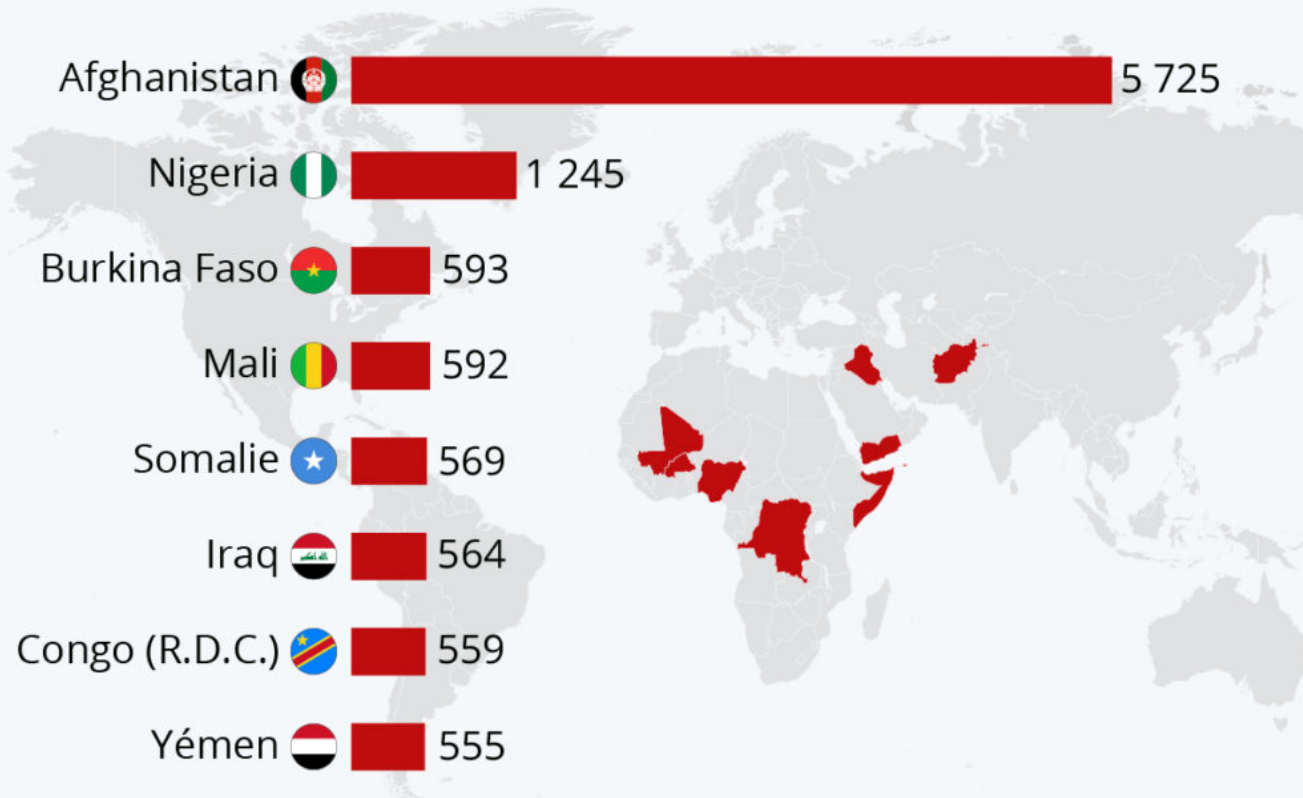 Afghanistan 5 725
Nigeria 1 245
Burkina Faso 593
Mali 592
Somalie 569
Iraq 564
Congo (R.D.C.) 559
Yémen 555